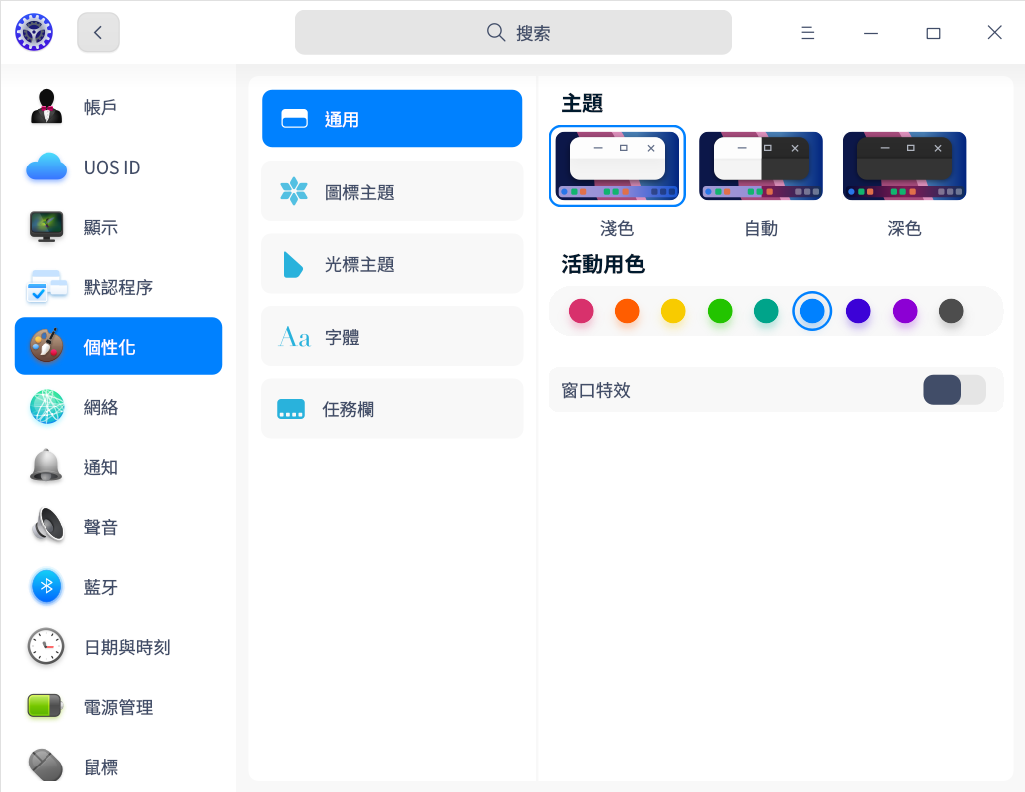 搜索
帳戶
UOS ID
顯示
默認程序
個性化
網絡
通知
聲音
藍牙
日期與時刻
電源管理
鼠標
通用
圖標主題
光標主題
Aa 字體
任務欄
主題
淺色 自動 深色
活動用色
窗口特效